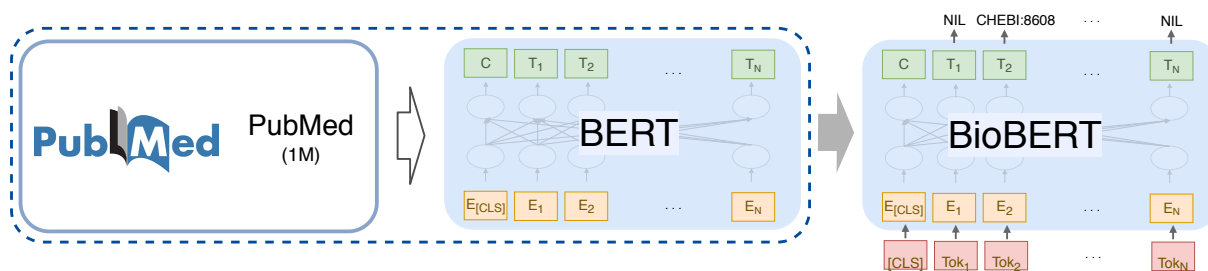 NIL CHEBI:8608 ... NIL
C T1 T2 ... TN
C T1 T2 ... TN
PubMed
PubMed
(1M)
BERT
BioBERT
E[CLS] E1 E2 ... EN
E[CLS] E1 E2 ... EN
[CLS] Tok1 Tok2 ... TokN